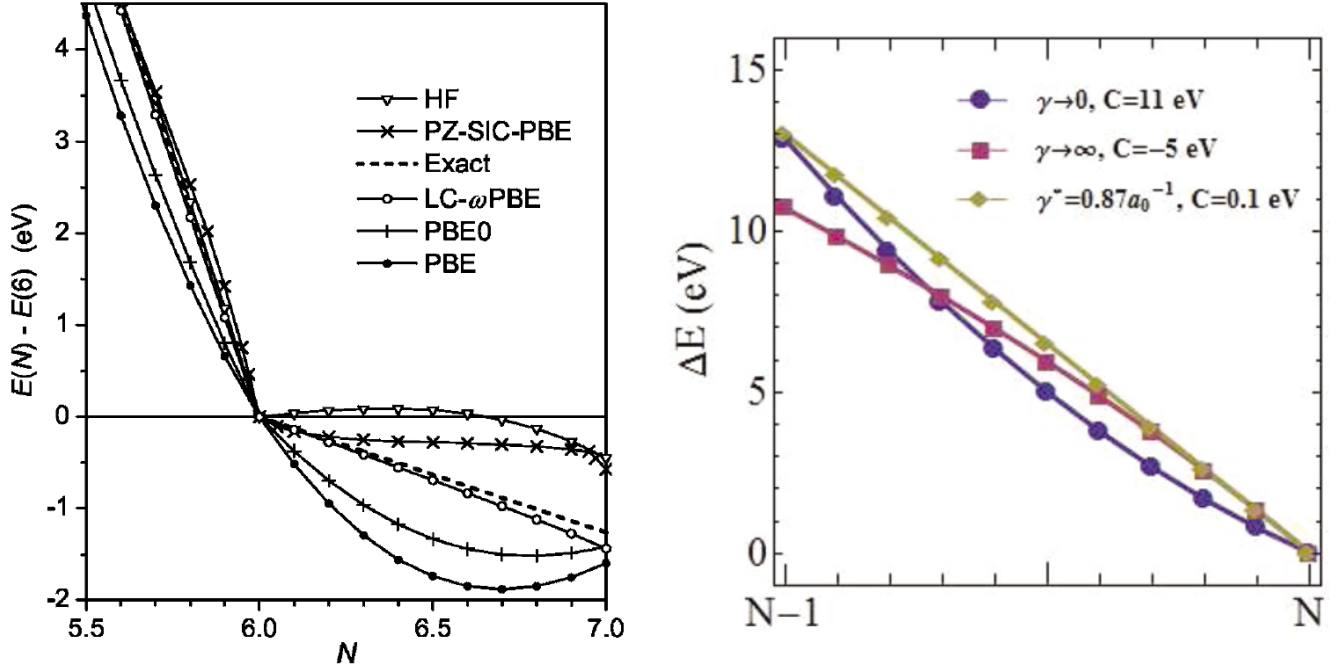 4
3
2
1
0
-1
-2
5.5
6.0
6.5
7.0
N
E(N) - E(6) (eV)
HF
PZ-SIC-PBE
Exact
LC-ωPBE
PBE0
PBE
15
10
5
0
ΔE (eV)
N−1
N
γ→0, C=11 eV
γ→∞, C=−5 eV
γ*=0.87a₀⁻¹, C=0.1 eV